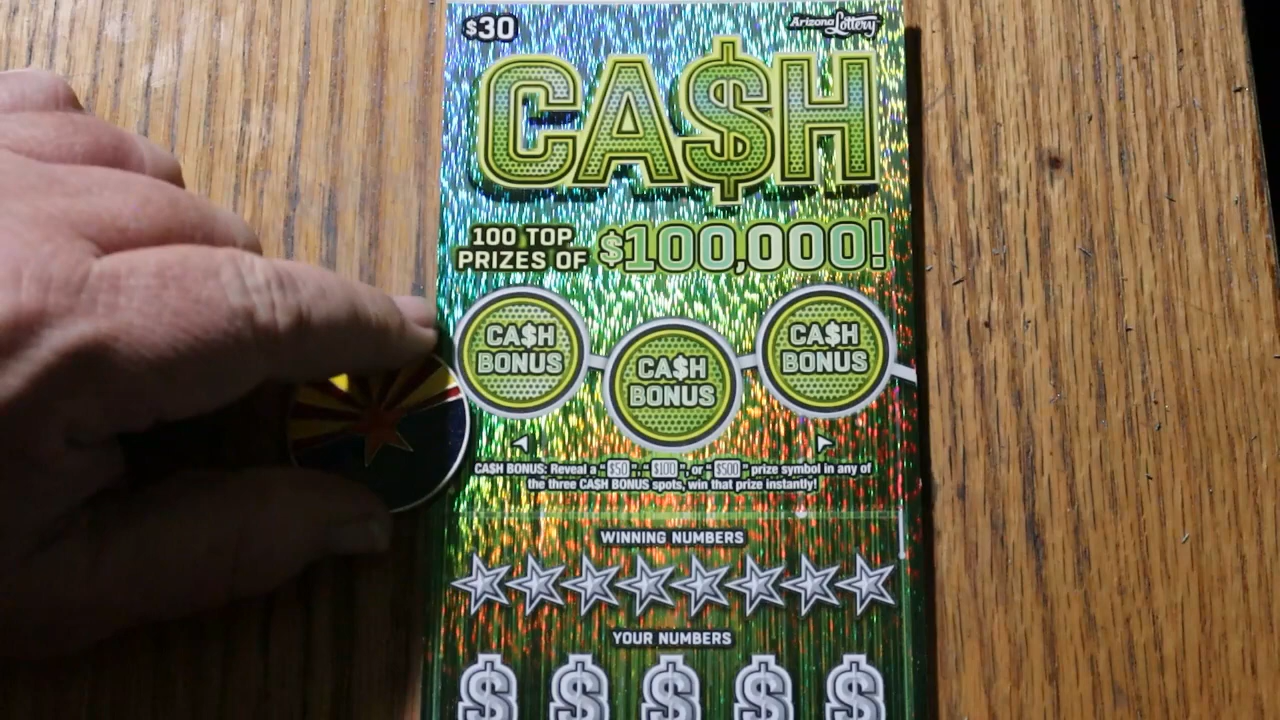 $30
Arizona Lottery
CA$H
100 TOP
PRIZES OF $100,000!
CA$H
BONUS
CA$H
BONUS
CA$H
BONUS
CA$H BONUS: Reveal a "$50", "$100", or "$500" prize symbol in any of
the three CA$H BONUS spots, win that prize instantly!
WINNING NUMBERS
YOUR NUMBERS
$ $ $ $ $